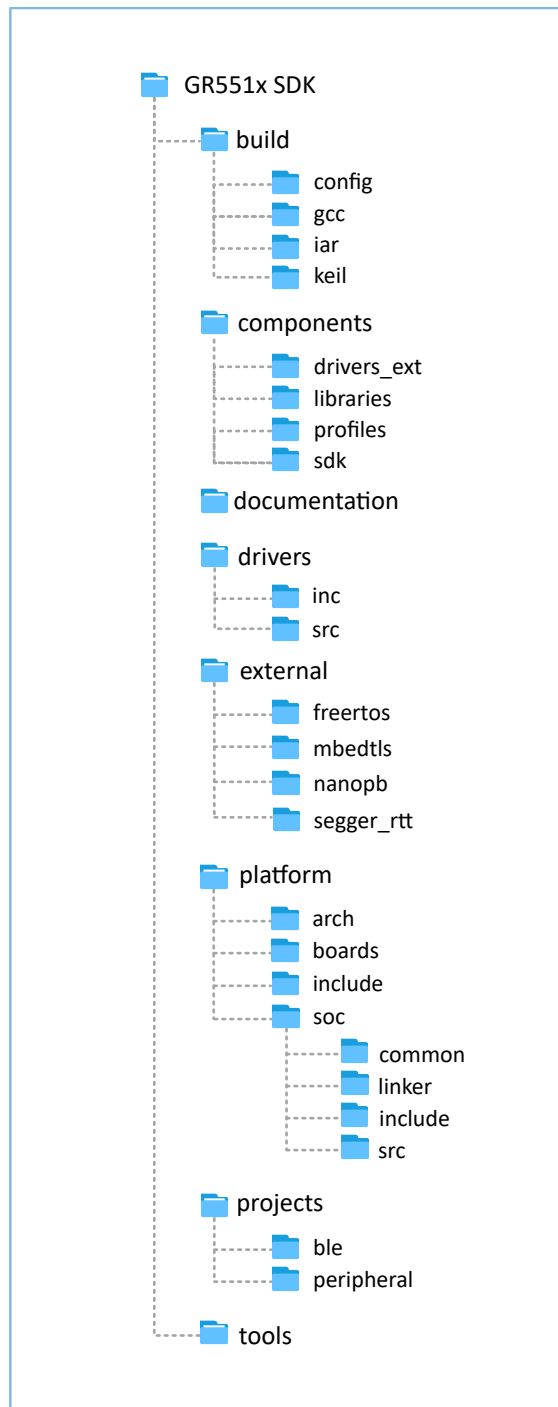 GR551x SDK
build
config
gcc
iar
keil
components
drivers_ext
libraries
profiles
sdk
documentation
drivers
inc
src
external
freertos
mbedtls
nanopb
segger_rtt
platform
arch
boards
include
soc
common
linker
include
src
projects
ble
peripheral
tools